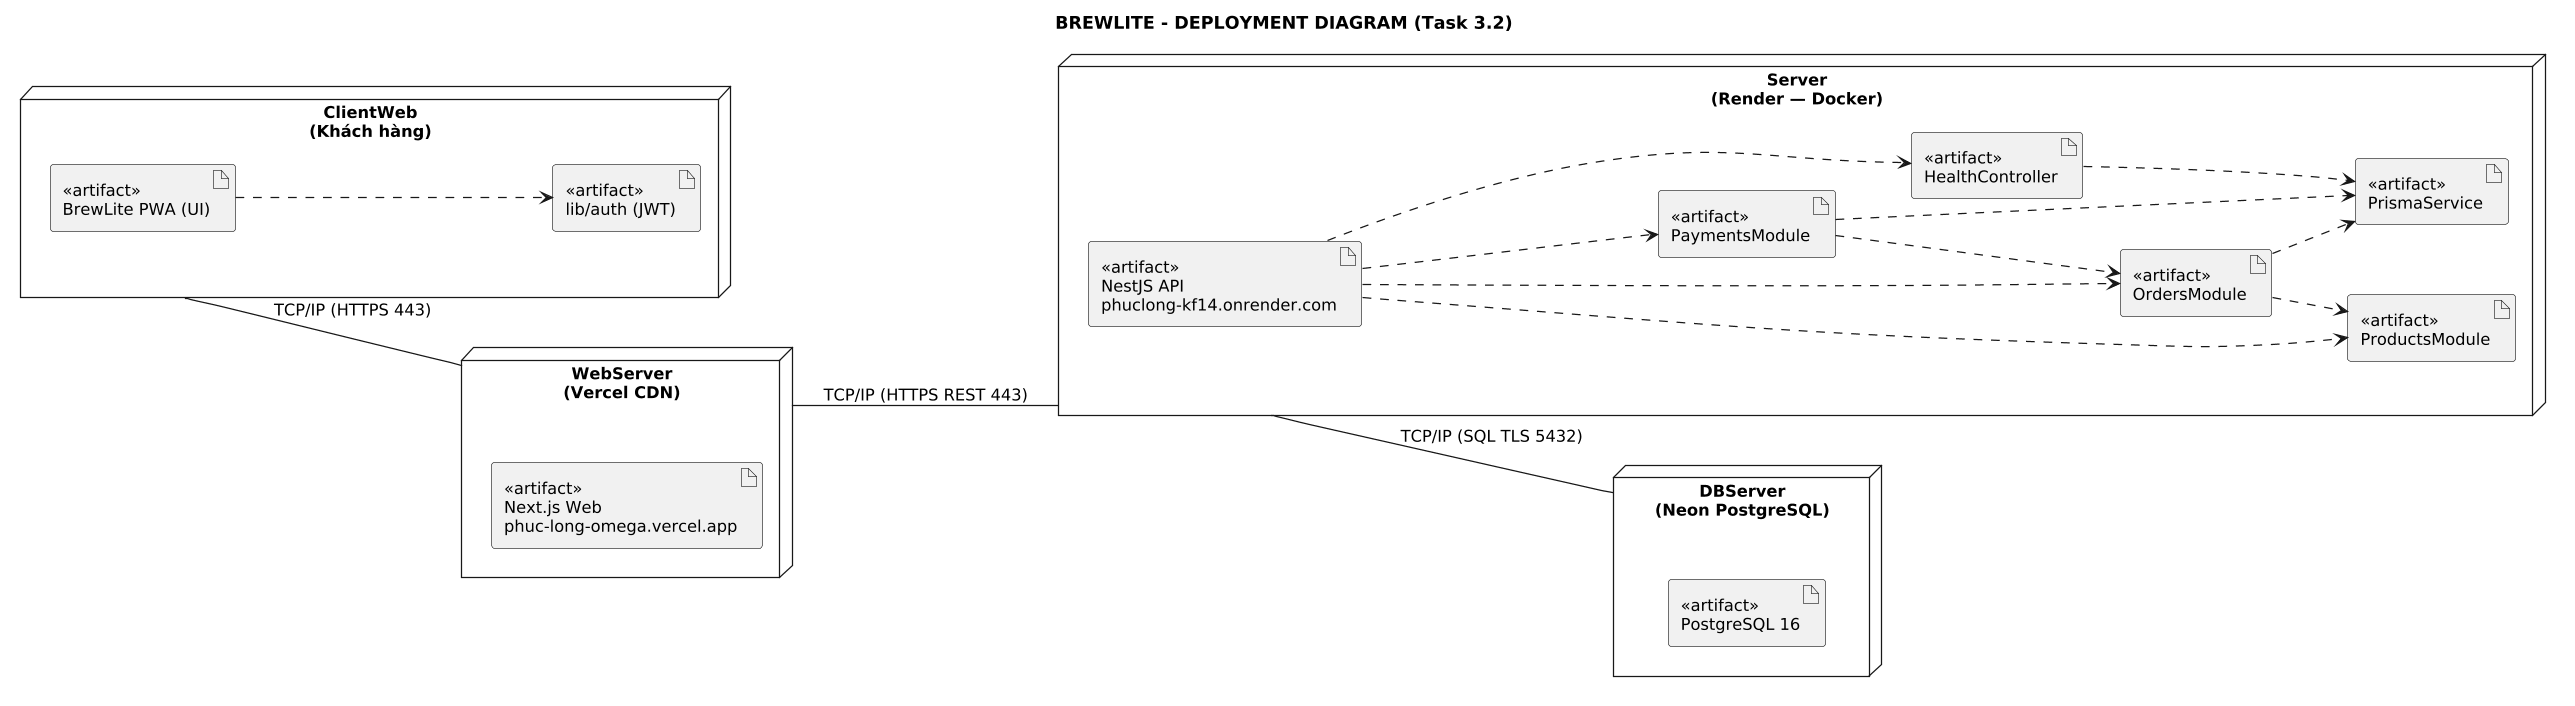 BREWLITE - DEPLOYMENT DIAGRAM (Task 3.2)
ClientWeb
(Khách hàng)
«artifact»
BrewLite PWA (UI)
«artifact»
lib/auth (JWT)
TCP/IP (HTTPS 443)
WebServer
(Vercel CDN)
«artifact»
Next.js Web
phuc-long-omega.vercel.app
TCP/IP (HTTPS REST 443)
Server
(Render — Docker)
«artifact»
NestJS API
phuclong-kf14.onrender.com
«artifact»
PaymentsModule
«artifact»
HealthController
«artifact»
OrdersModule
«artifact»
PrismaService
«artifact»
ProductsModule
TCP/IP (SQL TLS 5432)
DBServer
(Neon PostgreSQL)
«artifact»
PostgreSQL 16